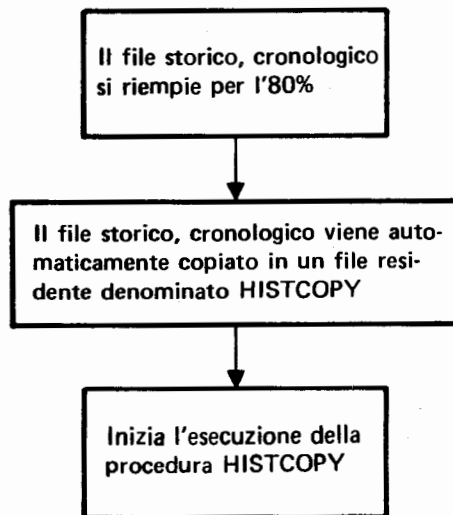 Il file storico, cronologico
si riempie per l'80%
Il file storico, cronologico viene auto-
maticamente copiato in un file resi-
dente denominato HISTCOPY
Inizia l'esecuzione della
procedura HISTCOPY